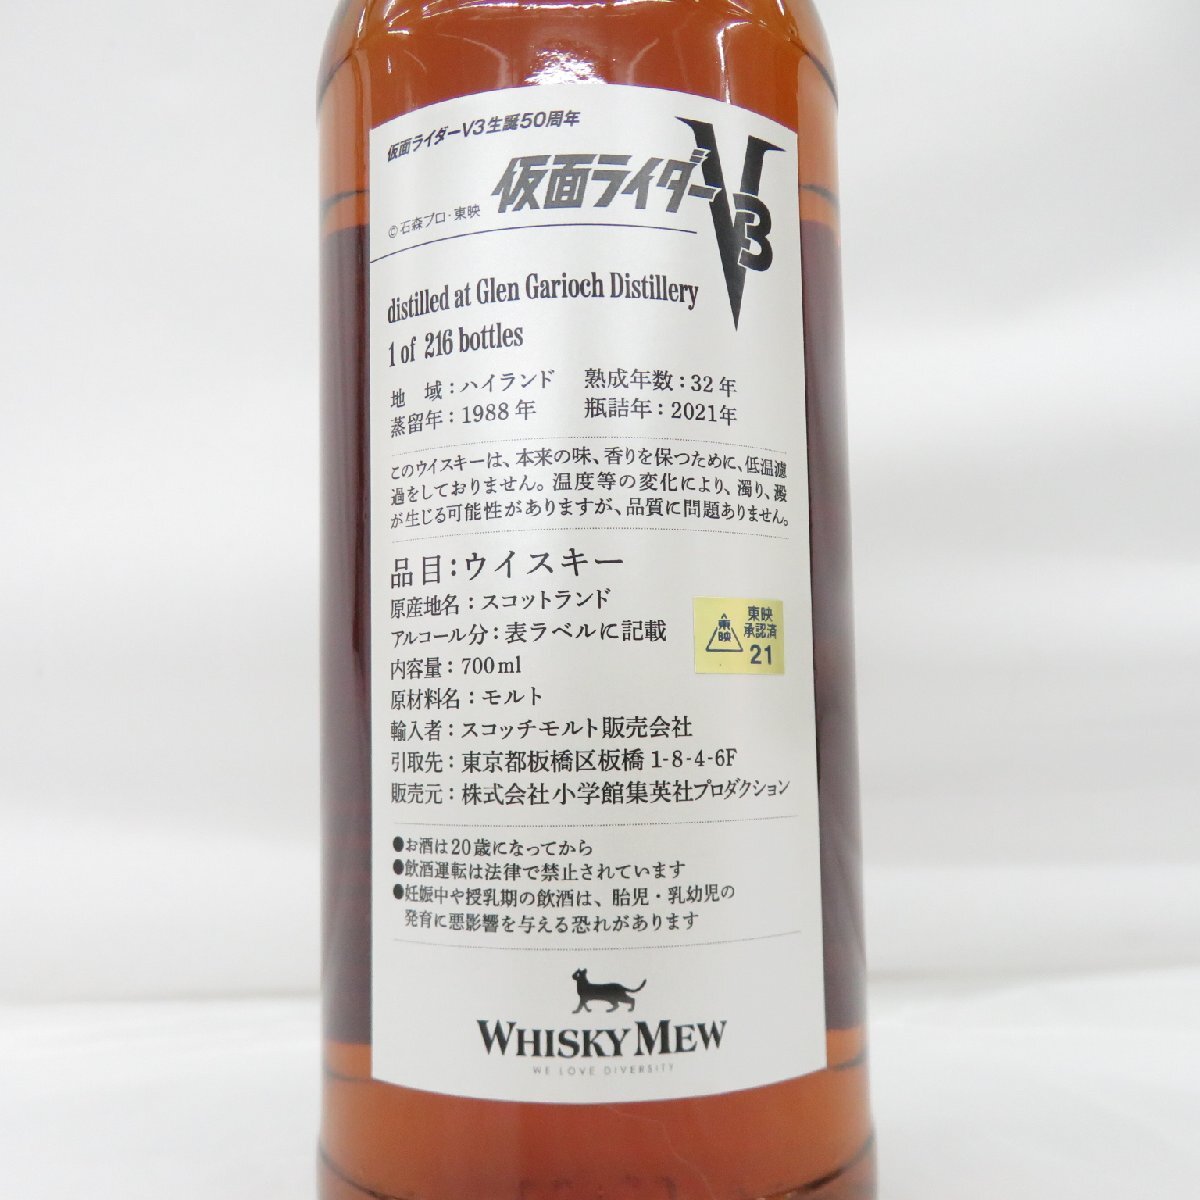 仮面ライダーV3生誕50周年
仮面ライダーV3
©石森プロ・東映
distilled at Glen Garioch Distillery
1 of 216 bottles
地　域：ハイランド　熟成年数：32年
蒸留年：1988年　瓶詰年：2021年
このウイスキーは、本来の味、香りを保つために、低温濾
過をしておりません。温度等の変化により、濁り、澱
が生じる可能性がありますが、品質に問題ありません。
品目：ウイスキー
原産地名：スコットランド
アルコール分：表ラベルに記載
内容量：700ml
原材料名：モルト
輸入者：スコッチモルト販売会社
引取先：東京都板橋区板橋1-8-4-6F
販売元：株式会社小学館集英社プロダクション
東映
東映
承認済
21
●お酒は20歳になってから
●飲酒運転は法律で禁止されています
●妊娠中や授乳期の飲酒は、胎児・乳幼児の
発育に悪影響を与える恐れがあります
WHISKY MEW
WE LOVE DIVERSITY